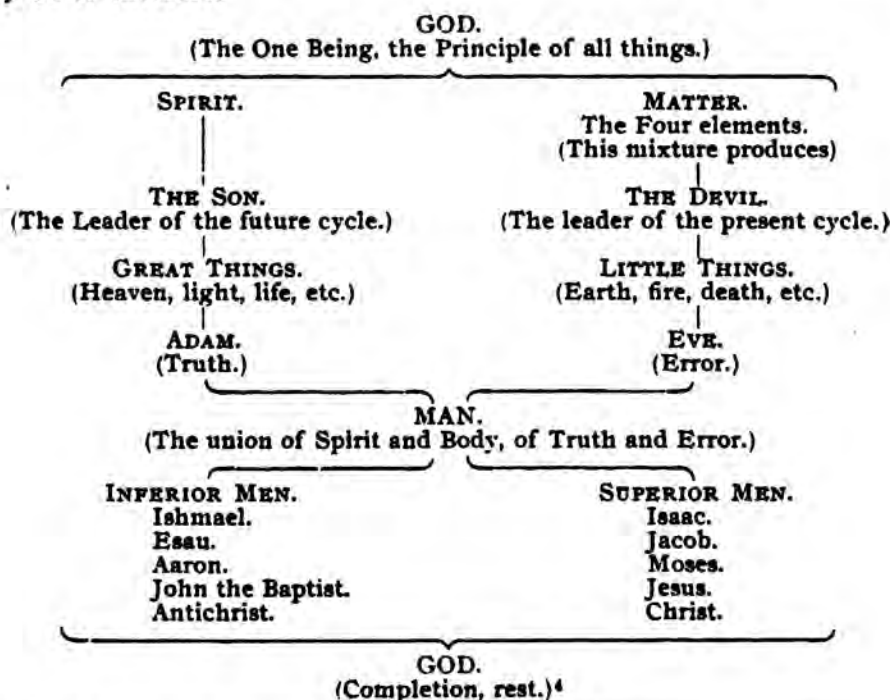 GOD.
(The One Being, the Principle of all things.)
SPIRIT.
MATTER.
The Four elements.
(This mixture produces)
THE SON.
(The Leader of the future cycle.)
THE DEVIL.
(The leader of the present cycle.)
GREAT THINGS.
(Heaven, light, life, etc.)
LITTLE THINGS.
(Earth, fire, death, etc.)
ADAM.
(Truth.)
EVE.
(Error.)
MAN.
(The union of Spirit and Body, of Truth and Error.)
INFERIOR MEN.
Ishmael.
Esau.
Aaron.
John the Baptist.
Antichrist.
SUPERIOR MEN.
Isaac.
Jacob.
Moses.
Jesus.
Christ.
GOD.
(Completion, rest.)⁴